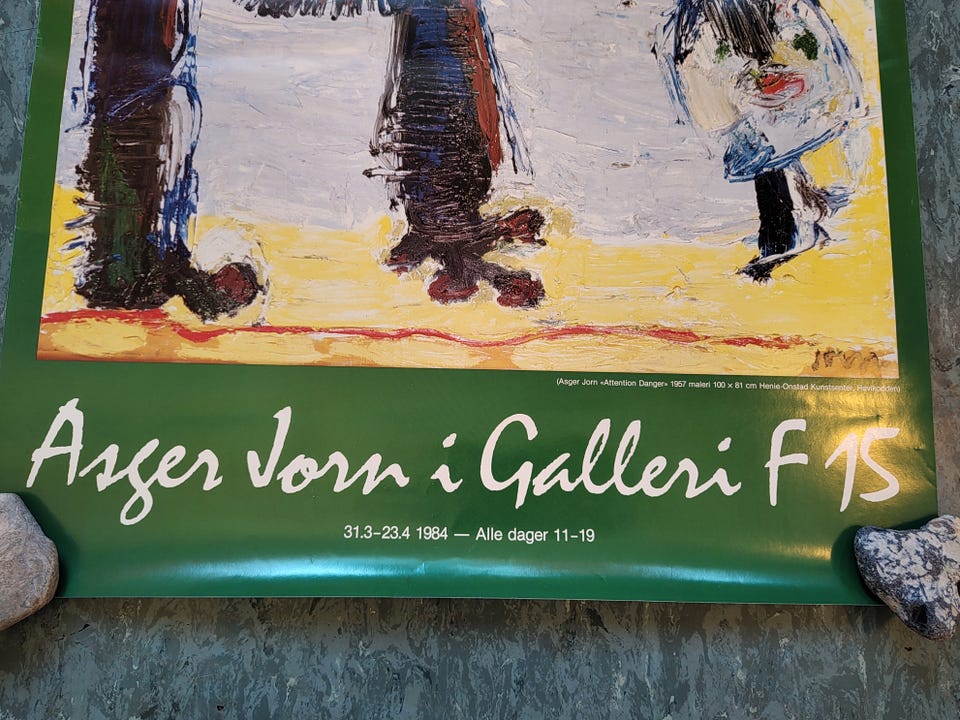 Jorn
(Asger Jorn «Attention Danger» 1957 maleri 100 × 81 cm Henie-Onstad Kunstsenter, Høvikodden)
Asger Jorn i Galleri F 15
31.3–23.4 1984 — Alle dager 11–19